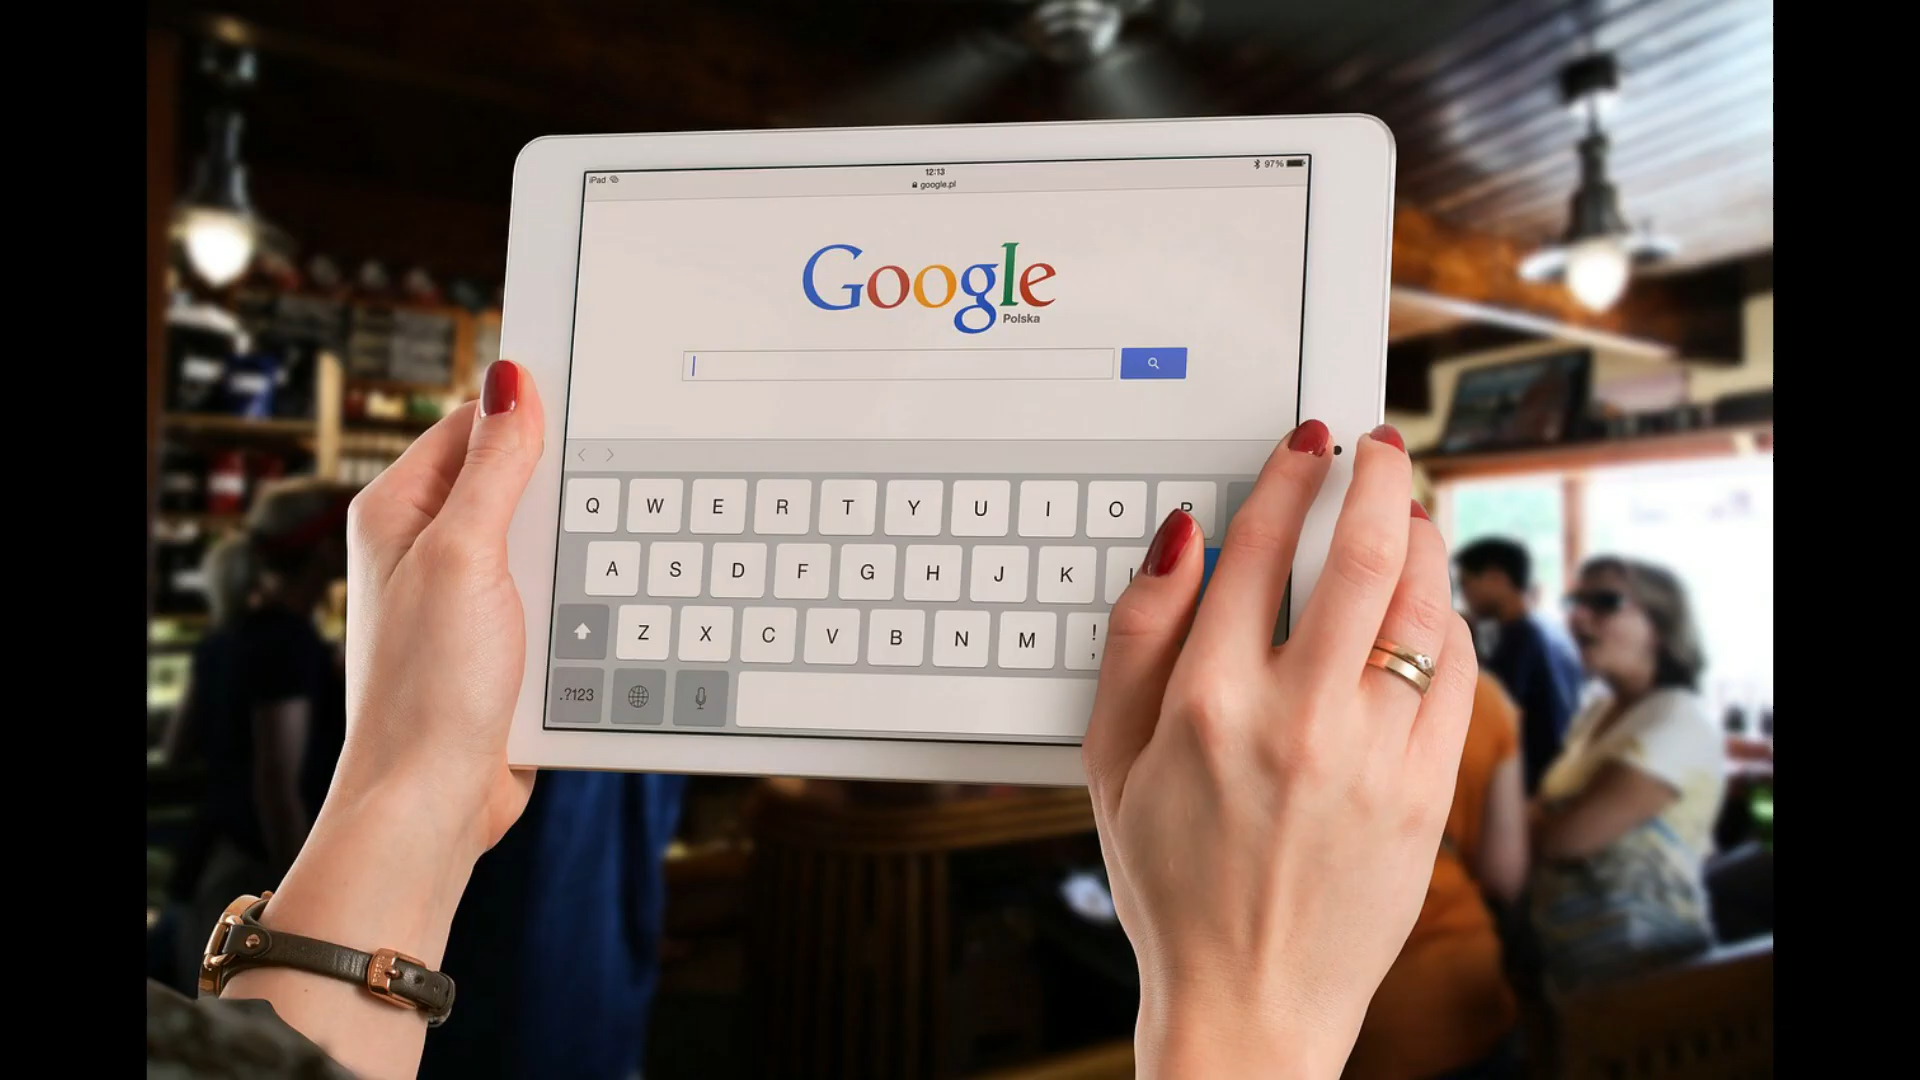 iPad
12:13
97%
google.pl
Google
Polska
Q W E R T Y U I O P
A S D F G H J K
Z X C V B N M ! ,
.?123